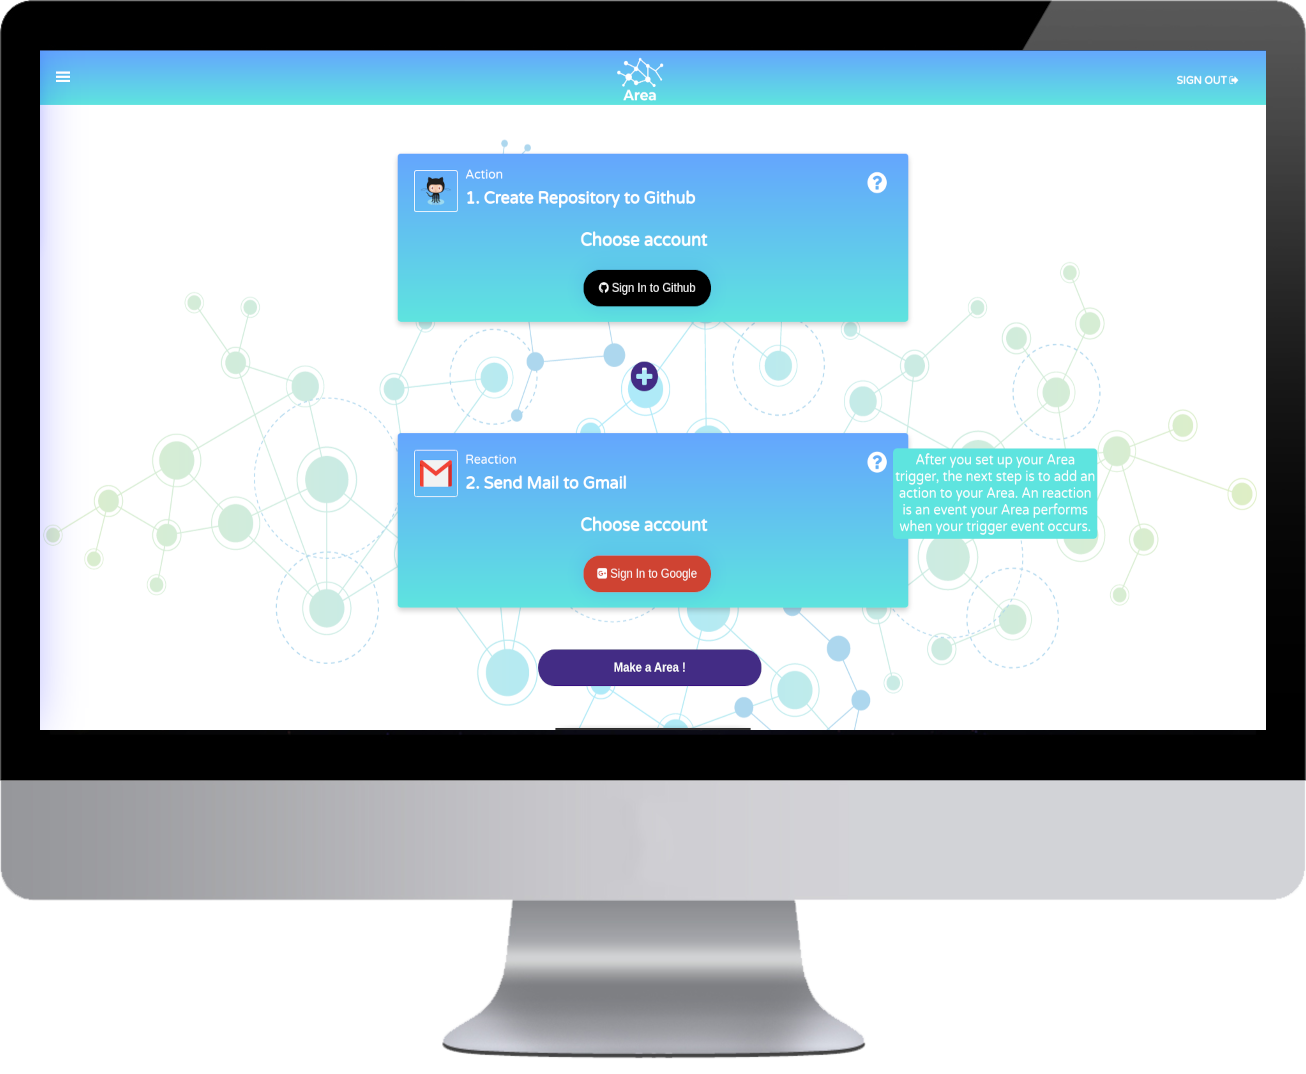 Area
SIGN OUT
Action
1. Create Repository to Github
?
Choose account
Sign In to Github
Reaction
2. Send Mail to Gmail
?
Choose account
Sign In to Google
After you set up your Area
trigger, the next step is to add an
action to your Area. An reaction
is an event your Area performs
when your trigger event occurs.
Make a Area !